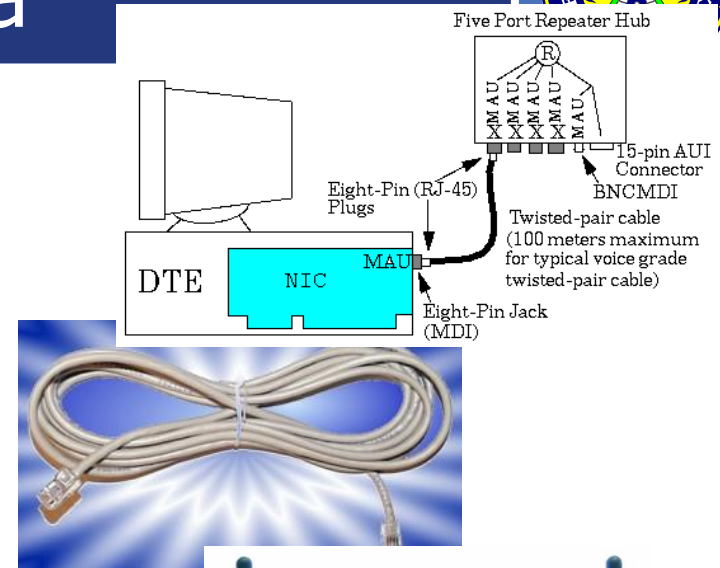 a
Five Port Repeater Hub
R
MAU MAU MAU MAU MAU
X X X X
15-pin AUI
Connector
BNCMDI
Eight-Pin (RJ-45)
Plugs
Twisted-pair cable
(100 meters maximum
for typical voice grade
twisted-pair cable)
MAU
DTE
NIC
Eight-Pin Jack
(MDI)